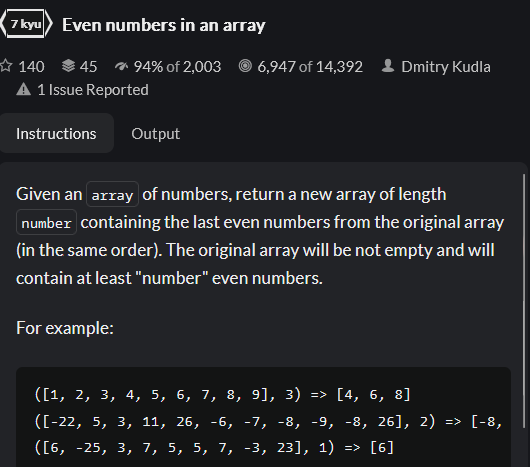 7 kyu Even numbers in an array
140 45 94% of 2,003 6,947 of 14,392 Dmitry Kudla
1 Issue Reported
Instructions Output
Given an array of numbers, return a new array of length
number containing the last even numbers from the original array
(in the same order). The original array will be not empty and will
contain at least "number" even numbers.
For example:
([1, 2, 3, 4, 5, 6, 7, 8, 9], 3) => [4, 6, 8]
([-22, 5, 3, 11, 26, -6, -7, -8, -9, -8, 26], 2) => [-8,
([6, -25, 3, 7, 5, 5, 7, -3, 23], 1) => [6]